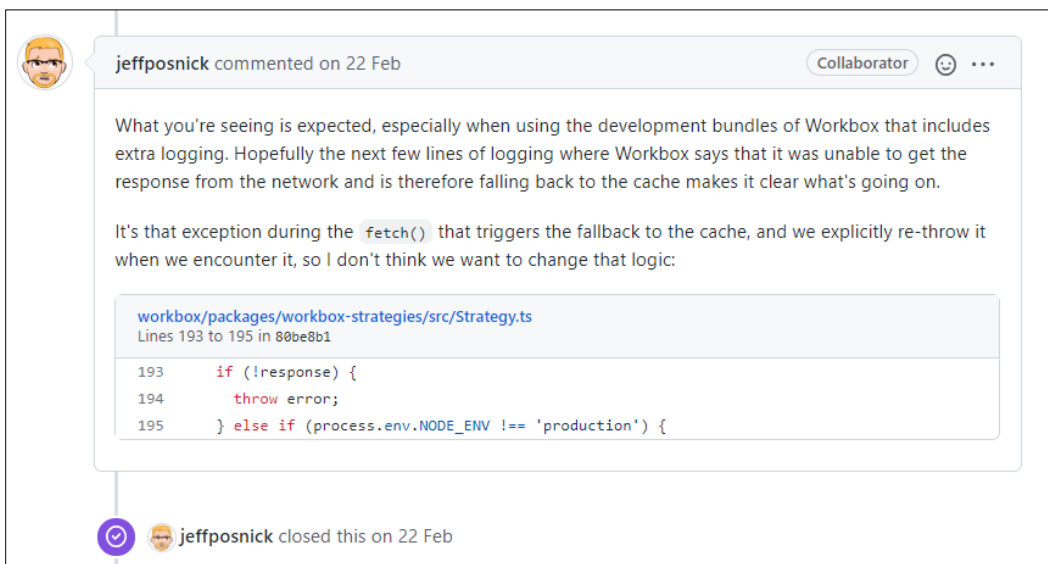 jeffposnick commented on 22 Feb
Collaborator
What you're seeing is expected, especially when using the development bundles of Workbox that includes
extra logging. Hopefully the next few lines of logging where Workbox says that it was unable to get the
response from the network and is therefore falling back to the cache makes it clear what's going on.
It's that exception during the fetch() that triggers the fallback to the cache, and we explicitly re-throw it
when we encounter it, so I don't think we want to change that logic:
workbox/packages/workbox-strategies/src/Strategy.ts
Lines 193 to 195 in 80be8b1
193 if (!response) {
194 throw error;
195 } else if (process.env.NODE_ENV !== 'production') {
jeffposnick closed this on 22 Feb